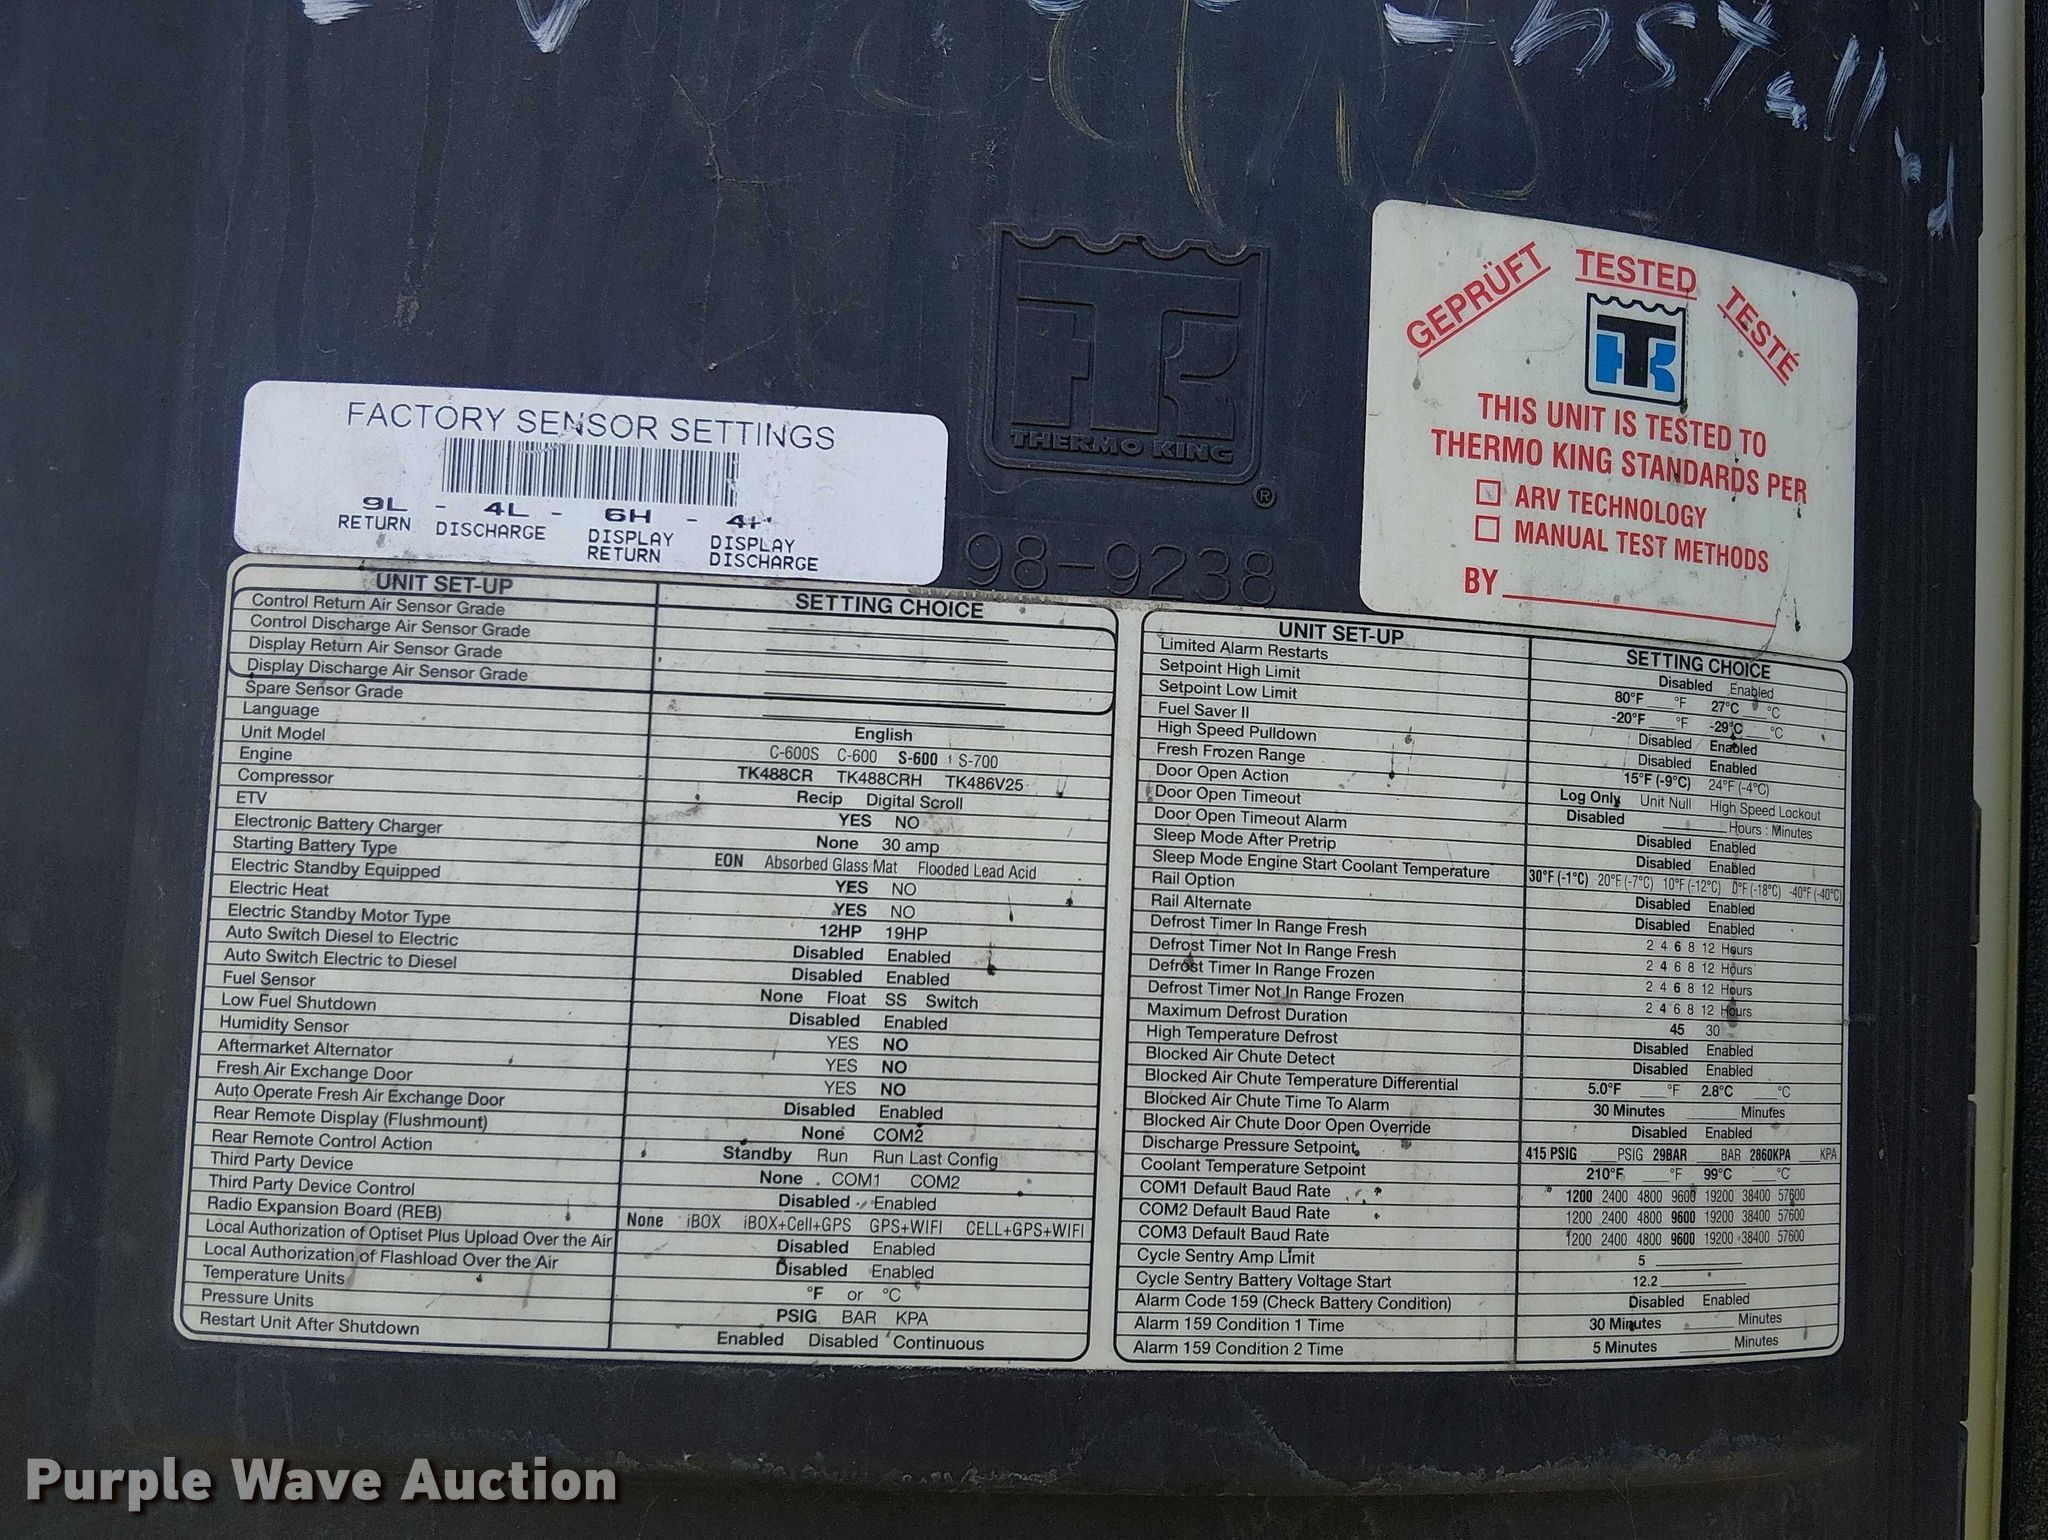 Install
GEPRÜFT TESTED TESTÉ
TK
THIS UNIT IS TESTED TO
THERMO KING STANDARDS PER
ARV TECHNOLOGY
MANUAL TEST METHODS
BY
THERMO KING
®
98-9238
FACTORY SENSOR SETTINGS
9L - 4L - 6H -
RETURN DISCHARGE DISPLAY RETURN DISPLAY DISCHARGE
UNIT SET-UP SETTING CHOICE
Control Return Air Sensor Grade
Control Discharge Air Sensor Grade
Display Return Air Sensor Grade
Display Discharge Air Sensor Grade
Spare Sensor Grade
Language English
Unit Model C-600S C-600 S-600 S-700
Engine TK488CR TK488CRH TK486V25
Compressor Recip Digital Scroll
ETV YES NO
Electronic Battery Charger None 30 amp
Starting Battery Type EON Absorbed Glass Mat Flooded Lead Acid
Electric Standby Equipped YES NO
Electric Heat YES NO
Electric Standby Motor Type 12HP 19HP
Auto Switch Diesel to Electric Disabled Enabled
Auto Switch Electric to Diesel Disabled Enabled
Fuel Sensor None Float SS Switch
Low Fuel Shutdown Disabled Enabled
Humidity Sensor YES NO
Aftermarket Alternator YES NO
Fresh Air Exchange Door YES NO
Auto Operate Fresh Air Exchange Door Disabled Enabled
Rear Remote Display (Flushmount) None COM2
Rear Remote Control Action Standby Run Run Last Config
Third Party Device None COM1 COM2
Third Party Device Control Disabled Enabled
Radio Expansion Board (REB) None iBOX iBOX+Cell+GPS GPS+WIFI CELL+GPS+WIFI
Local Authorization of Optiset Plus Upload Over the Air Disabled Enabled
Local Authorization of Flashload Over the Air Disabled Enabled
Temperature Units °F or °C
Pressure Units PSIG BAR KPA
Restart Unit After Shutdown Enabled Disabled Continuous
UNIT SET-UP SETTING CHOICE
Limited Alarm Restarts Disabled Enabled
Setpoint High Limit 80°F ___ °F 27°C ___ °C
Setpoint Low Limit -20°F ___ °F -29°C ___ °C
Fuel Saver II Disabled Enabled
High Speed Pulldown Disabled Enabled
Fresh Frozen Range 15°F (-9°C) 24°F (-4°C)
Door Open Action Log Only Unit Null High Speed Lockout
Door Open Timeout Disabled ___ Hours : Minutes
Door Open Timeout Alarm Disabled Enabled
Sleep Mode After Pretrip Disabled Enabled
Sleep Mode Engine Start Coolant Temperature 30°F (-1°C) 20°F (-7°C) 10°F (-12°C) 0°F (-18°C) -40°F (-40°C)
Rail Option Disabled Enabled
Rail Alternate Disabled Enabled
Defrost Timer In Range Fresh 2 4 6 8 12 Hours
Defrost Timer Not In Range Fresh 2 4 6 8 12 Hours
Defrost Timer In Range Frozen 2 4 6 8 12 Hours
Defrost Timer Not In Range Frozen 2 4 6 8 12 Hours
Maximum Defrost Duration 45 30
High Temperature Defrost Disabled Enabled
Blocked Air Chute Detect Disabled Enabled
Blocked Air Chute Temperature Differential 5.0°F ___ °F 2.8°C ___ °C
Blocked Air Chute Time To Alarm 30 Minutes ___ Minutes
Blocked Air Chute Door Open Override Disabled Enabled
Discharge Pressure Setpoint 415 PSIG ___ PSIG 29BAR ___ BAR 2860KPA ___ KPA
Coolant Temperature Setpoint 210°F ___ °F 99°C ___ °C
COM1 Default Baud Rate 1200 2400 4800 9600 19200 38400 57600
COM2 Default Baud Rate 1200 2400 4800 9600 19200 38400 57600
COM3 Default Baud Rate 1200 2400 4800 9600 19200 38400 57600
Cycle Sentry Amp Limit 5 ___
Cycle Sentry Battery Voltage Start 12.2 ___
Alarm Code 159 (Check Battery Condition) Disabled Enabled
Alarm 159 Condition 1 Time 30 Minutes ___ Minutes
Alarm 159 Condition 2 Time 5 Minutes ___ Minutes
Purple Wave Auction